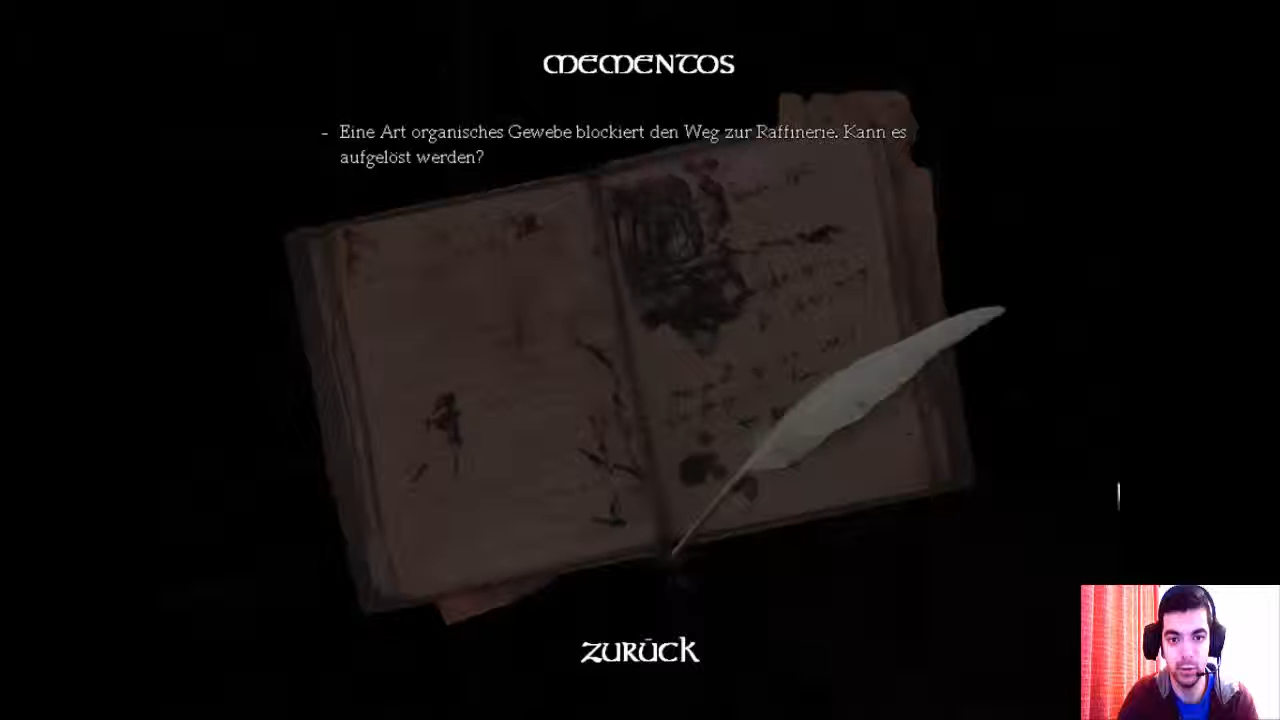 MEMENTOS
- Eine Art organisches Gewebe blockiert den Weg zur Raffinerie. Kann es
aufgelöst werden?
ZURÜCK